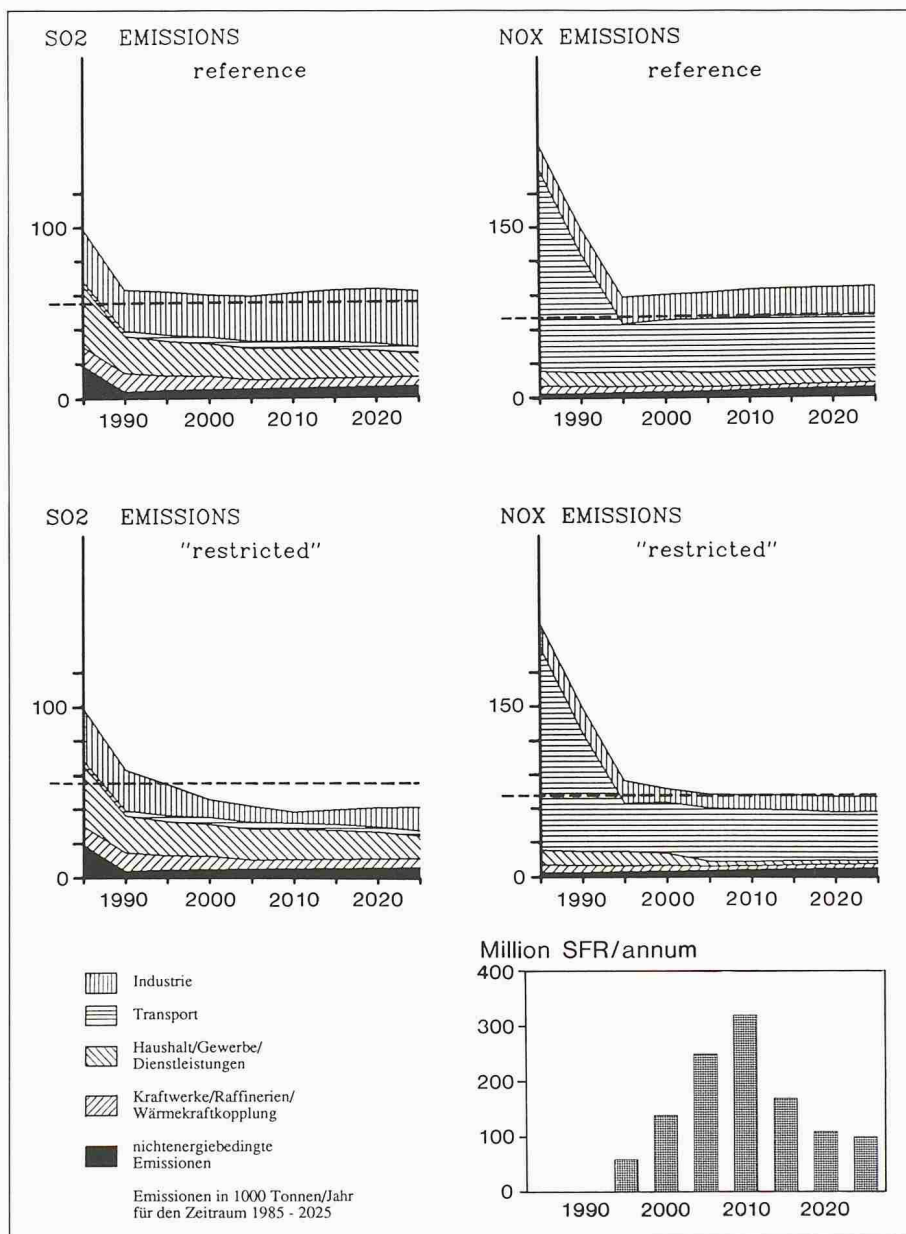 SO2 EMISSIONS
reference
100
0
1990 2000 2010 2020
NOX EMISSIONS
reference
150
0
1990 2000 2010 2020
SO2 EMISSIONS
"restricted"
100
0
1990 2000 2010 2020
NOX EMISSIONS
"restricted"
150
0
1990 2000 2010 2020
Industrie
Transport
Haushalt/Gewerbe/
Dienstleistungen
Kraftwerke/Raffinerien/
Wärmekraftkopplung
nichtenergiebedingte
Emissionen
Emissionen in 1000 Tonnen/Jahr
für den Zeitraum 1985 - 2025
Million SFR/annum
400
300
200
100
0
1990 2000 2010 2020